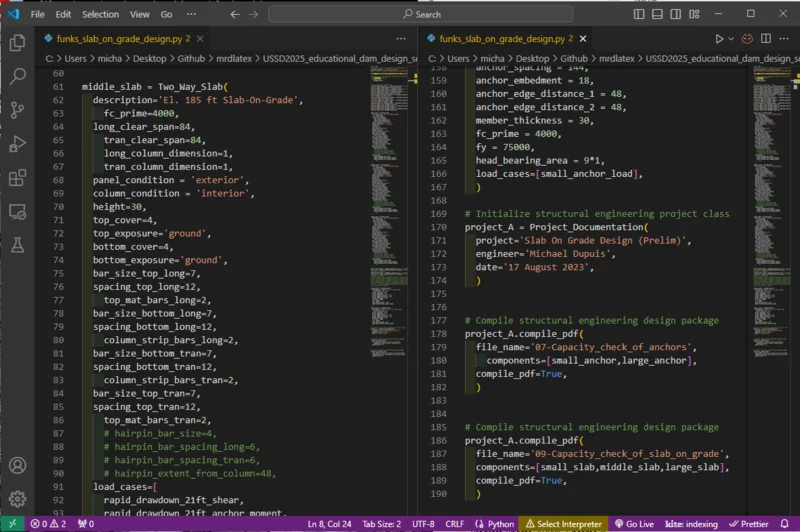 File Edit Selection View Go ... Search
funks_slab_on_grade_design.py 2
C: > Users > micha > Desktop > Github > mrdlatex > USSD2025_educational_dam_design_s
60
61 middle_slab = Two_Way_Slab(
62 description='El. 185 ft Slab-On-Grade',
63 fc_prime=4000,
64 long_clear_span=84,
65 tran_clear_span=84,
66 long_column_dimension=1,
67 tran_column_dimension=1,
68 panel_condition = 'exterior',
69 column_condition = 'interior',
70 height=30,
71 top_cover=4,
72 top_exposure='ground',
73 bottom_cover=4,
74 bottom_exposure='ground',
75 bar_size_top_long=7,
76 spacing_top_long=12,
77 top_mat_bars_long=2,
78 bar_size_bottom_long=7,
79 spacing_bottom_long=12,
80 column_strip_bars_long=2,
81 bar_size_bottom_tran=7,
82 spacing_bottom_tran=12,
83 column_strip_bars_tran=2,
84 bar_size_top_tran=7,
85 spacing_top_tran=12,
86 top_mat_bars_tran=2,
87 # hairpin_bar_size=4,
88 # hairpin_bar_spacing_long=6,
89 # hairpin_bar_spacing_tran=6,
90 # hairpin_extent_from_column=48,
91 load_cases=[
92 rapid_drawdown_21ft_shear,
93 rapid_drawdown_21ft_anchor_moment,
funks_slab_on_grade_design.py 2
C: > Users > micha > Desktop > Github > mrdlatex > USSD2025_educational_dam_design_s
158 anchor_spacing = 144,
159 anchor_embedment = 18,
160 anchor_edge_distance_1 = 48,
161 anchor_edge_distance_2 = 48,
162 member_thickness = 30,
163 fc_prime = 4000,
164 fy = 75000,
165 head_bearing_area = 9*1,
166 load_cases=[small_anchor_load],
167 )
168
169 # Initialize structural engineering project class
170 project_A = Project_Documentation(
171 project='Slab On Grade Design (Prelim)',
172 engineer='Michael Dupuis',
173 date='17 August 2023',
174 )
175
176
177 # Compile structural engineering design package
178 project_A.compile_pdf(
179 file_name='07-Capacity_check_of_anchors',
180 components=[small_anchor,large_anchor],
181 compile_pdf=True,
182 )
183
184
185 # Compile structural engineering design package
186 project_A.compile_pdf(
187 file_name='09-Capacity_check_of_slab_on_grade',
188 components=[small_slab,middle_slab,large_slab],
189 compile_pdf=True,
190 )
0 2 0 Ln 8, Col 24 Tab Size: 2 UTF-8 CRLF Python Select Interpreter Go Live kite: indexing Prettier